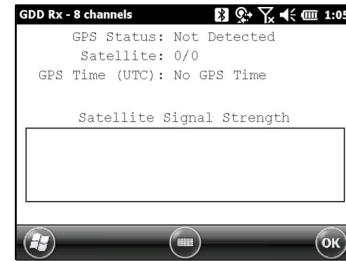 GDD Rx - 8 channels 1:05
GPS Status: Not Detected
Satellite: 0/0
GPS Time (UTC): No GPS Time
Satellite Signal Strength
OK